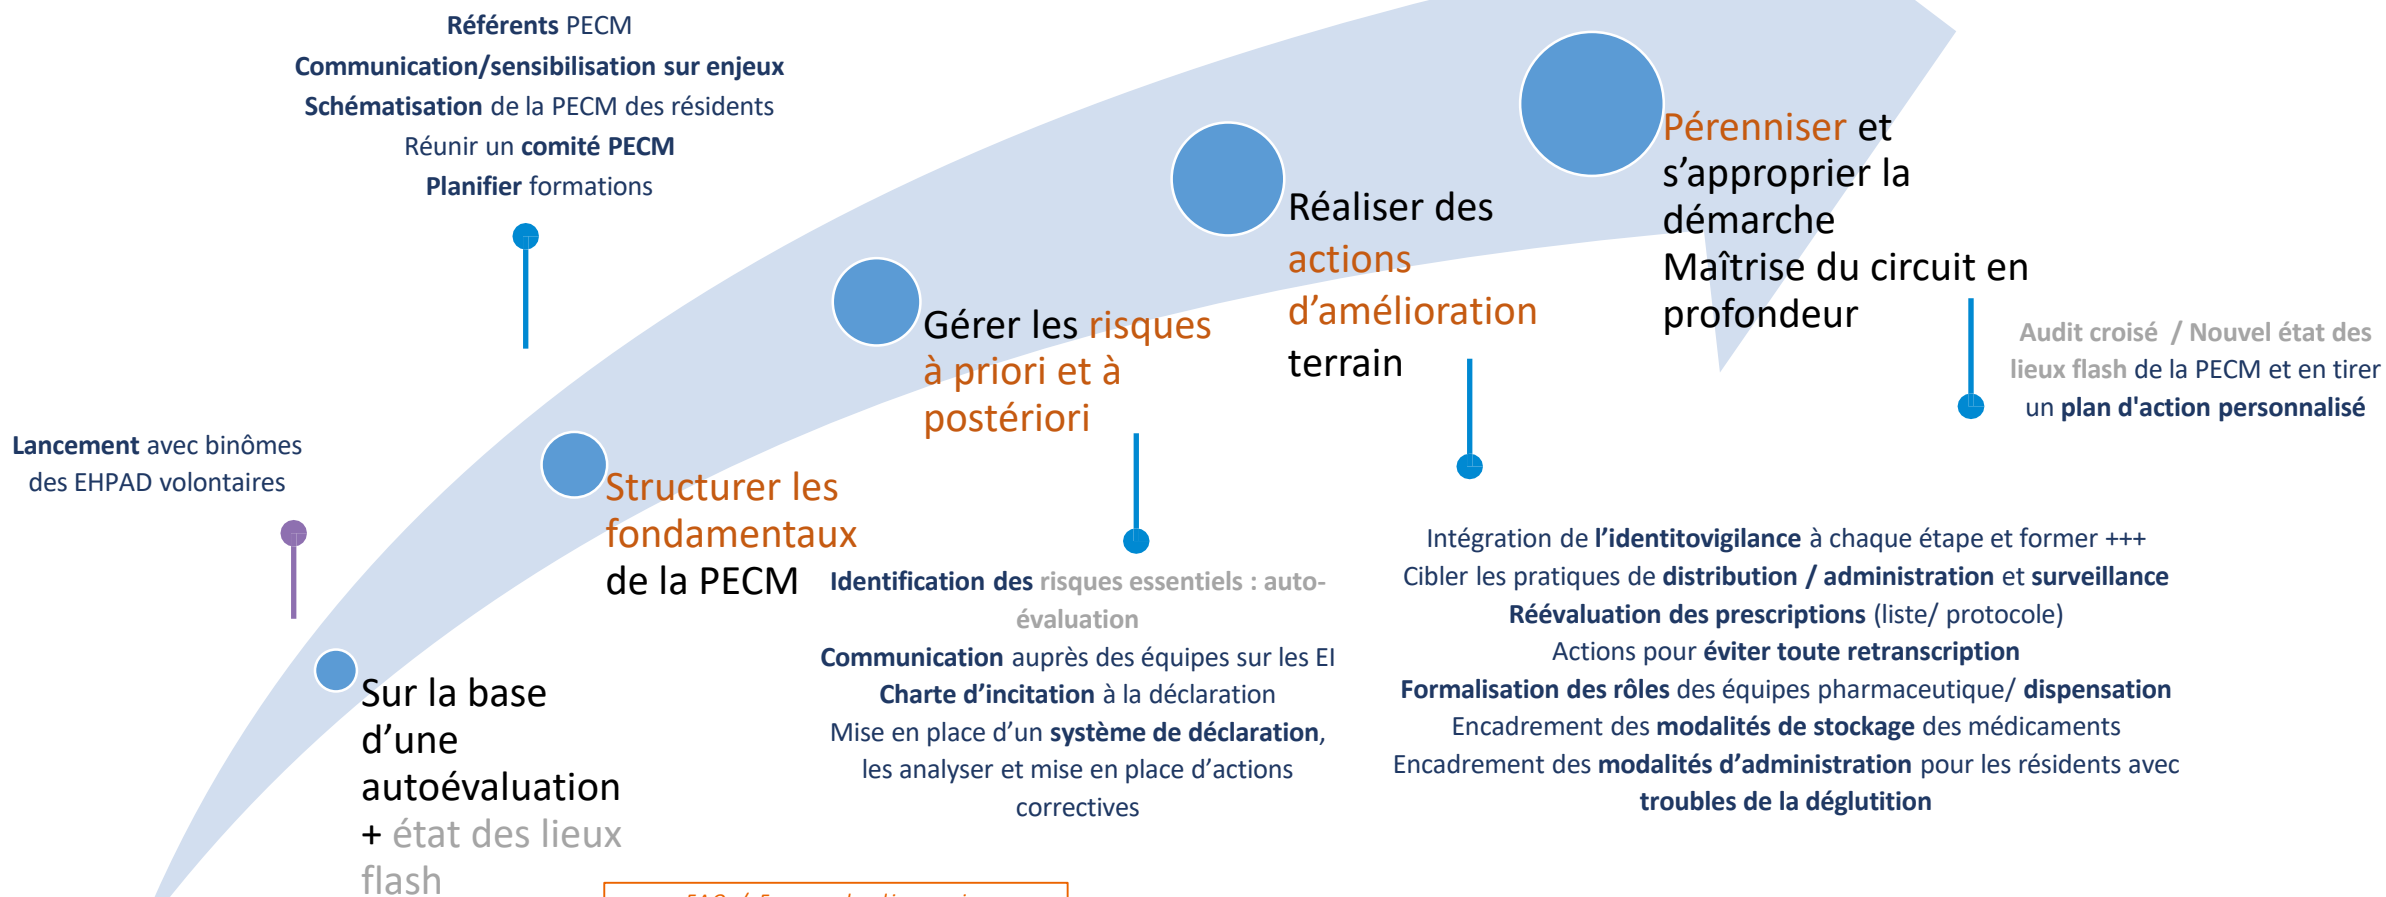 Référents PECM
Communication/sensibilisation sur enjeux
Schématisation de la PECM des résidents
Réunir un comité PECM
Planifier formations
Lancement avec binômes
des EHPAD volontaires
Sur la base
d’une
autoévaluation
+ état des lieux
flash
Structurer les
fondamentaux
de la PECM
Gérer les risques
à priori et à
postériori
Identification des risques essentiels : auto-
évaluation
Communication auprès des équipes sur les EI
Charte d’incitation à la déclaration
Mise en place d’un système de déclaration,
les analyser et mise en place d’actions
correctives
Réaliser des
actions
d’amélioration
terrain
Intégration de l’identitovigilance à chaque étape et former +++
Cibler les pratiques de distribution / administration et surveillance
Réévaluation des prescriptions (liste/ protocole)
Actions pour éviter toute retranscription
Formalisation des rôles des équipes pharmaceutique/ dispensation
Encadrement des modalités de stockage des médicaments
Encadrement des modalités d’administration pour les résidents avec
troubles de la déglutition
Pérenniser et
s’approprier la
démarche
Maîtrise du circuit en
profondeur
Audit croisé / Nouvel état des
lieux flash de la PECM et en tirer
un plan d'action personnalisé